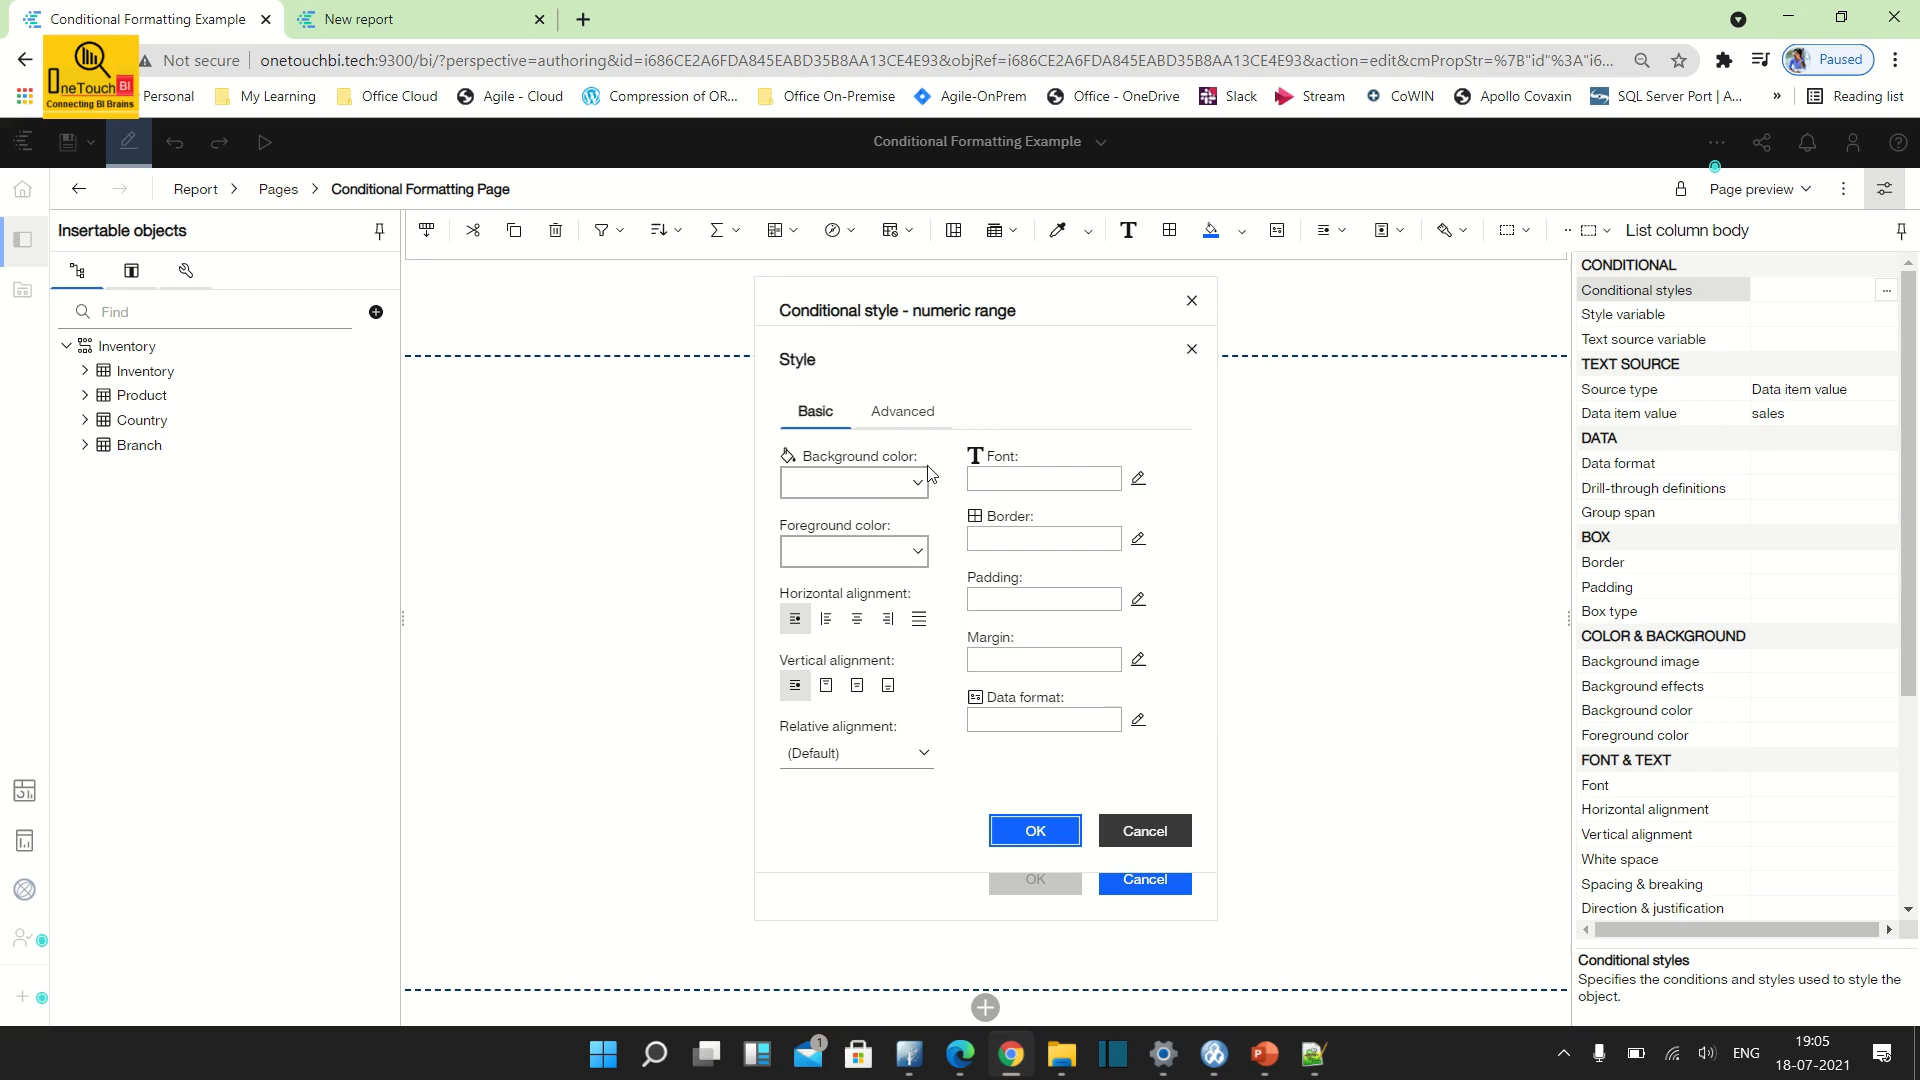 Conditional Formatting Example
New report
OneTouch BI
Connecting BI Brains
Not secure
onetouchbi.tech:9300/bi/?perspective=authoring&id=i686CE2A6FDA845EABD35B8AA13CE4E93&objRef=i686CE2A6FDA845EABD35B8AA13CE4E93&action=edit&cmPropStr=%7B"id"%3A"i6...
Paused
Personal
My Learning
Office Cloud
Agile - Cloud
Compression of OR...
Office On-Premise
Agile-OnPrem
Office - OneDrive
Slack
Stream
CoWIN
Apollo Covaxin
SQL Server Port | A...
»
Reading list
Conditional Formatting Example
Report > Pages > Conditional Formatting Page
Page preview
Insertable objects
List column body
Find
Inventory
Inventory
Product
Country
Branch
Conditional style - numeric range
Style
Basic
Advanced
Background color:
Font:
Foreground color:
Border:
Horizontal alignment:
Padding:
Vertical alignment:
Margin:
Relative alignment:
Data format:
(Default)
OK
Cancel
OK
Cancel
CONDITIONAL
Conditional styles
...
Style variable
Text source variable
TEXT SOURCE
Source type Data item value
Data item value sales
DATA
Data format
Drill-through definitions
Group span
BOX
Border
Padding
Box type
COLOR & BACKGROUND
Background image
Background effects
Background color
Foreground color
FONT & TEXT
Font
Horizontal alignment
Vertical alignment
White space
Spacing & breaking
Direction & justification
Conditional styles
Specifies the conditions and styles used to style the
object.
1
ENG
19:05
18-07-2021